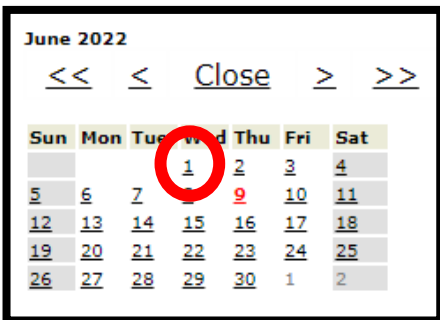 June 2022
<< < Close > >>
Sun Mon Tue Wed Thu Fri Sat
1 2 3 4
5 6 7 8 9 10 11
12 13 14 15 16 17 18
19 20 21 22 23 24 25
26 27 28 29 30 1 2